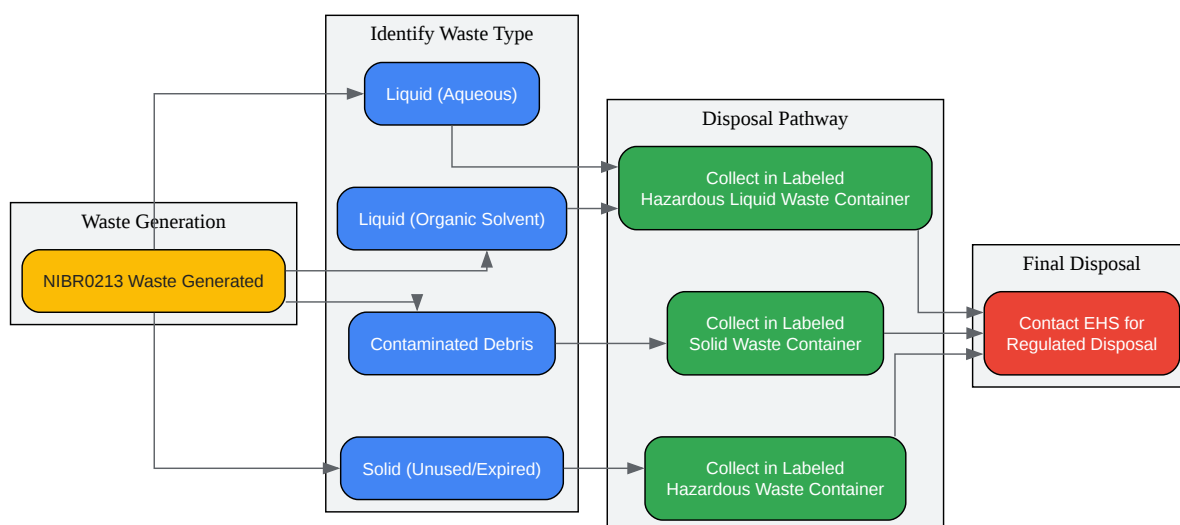 Identify Waste Type
Liquid (Aqueous)
Disposal Pathway
Collect in Labeled
Hazardous Liquid Waste Container
Liquid (Organic Solvent)
Waste Generation
NIBR0213 Waste Generated
Final Disposal
Contact EHS for
Regulated Disposal
Contaminated Debris
Collect in Labeled
Solid Waste Container
Solid (Unused/Expired)
Collect in Labeled
Hazardous Waste Container